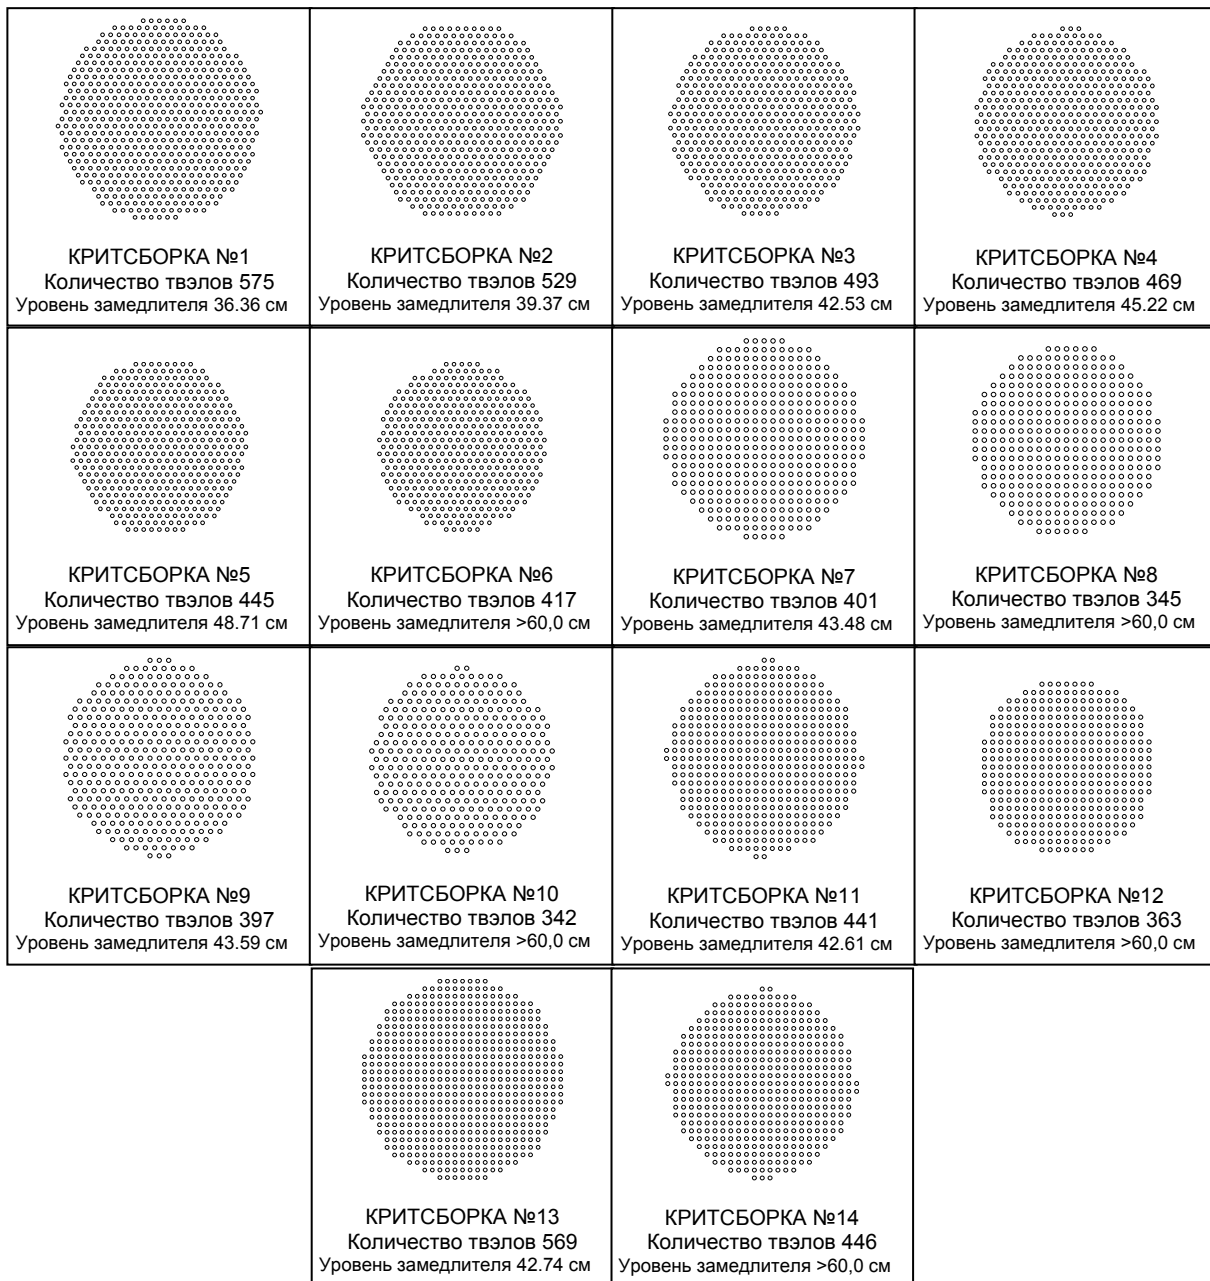 КРИТСБОРКА №1
Количество твэлов 575
Уровень замедлителя 36.36 см
КРИТСБОРКА №2
Количество твэлов 529
Уровень замедлителя 39.37 см
КРИТСБОРКА №3
Количество твэлов 493
Уровень замедлителя 42.53 см
КРИТСБОРКА №4
Количество твэлов 469
Уровень замедлителя 45.22 см
КРИТСБОРКА №5
Количество твэлов 445
Уровень замедлителя 48.71 см
КРИТСБОРКА №6
Количество твэлов 417
Уровень замедлителя >60,0 см
КРИТСБОРКА №7
Количество твэлов 401
Уровень замедлителя 43.48 см
КРИТСБОРКА №8
Количество твэлов 345
Уровень замедлителя >60,0 см
КРИТСБОРКА №9
Количество твэлов 397
Уровень замедлителя 43.59 см
КРИТСБОРКА №10
Количество твэлов 342
Уровень замедлителя >60,0 см
КРИТСБОРКА №11
Количество твэлов 441
Уровень замедлителя 42.61 см
КРИТСБОРКА №12
Количество твэлов 363
Уровень замедлителя >60,0 см
КРИТСБОРКА №13
Количество твэлов 569
Уровень замедлителя 42.74 см
КРИТСБОРКА №14
Количество твэлов 446
Уровень замедлителя >60,0 см